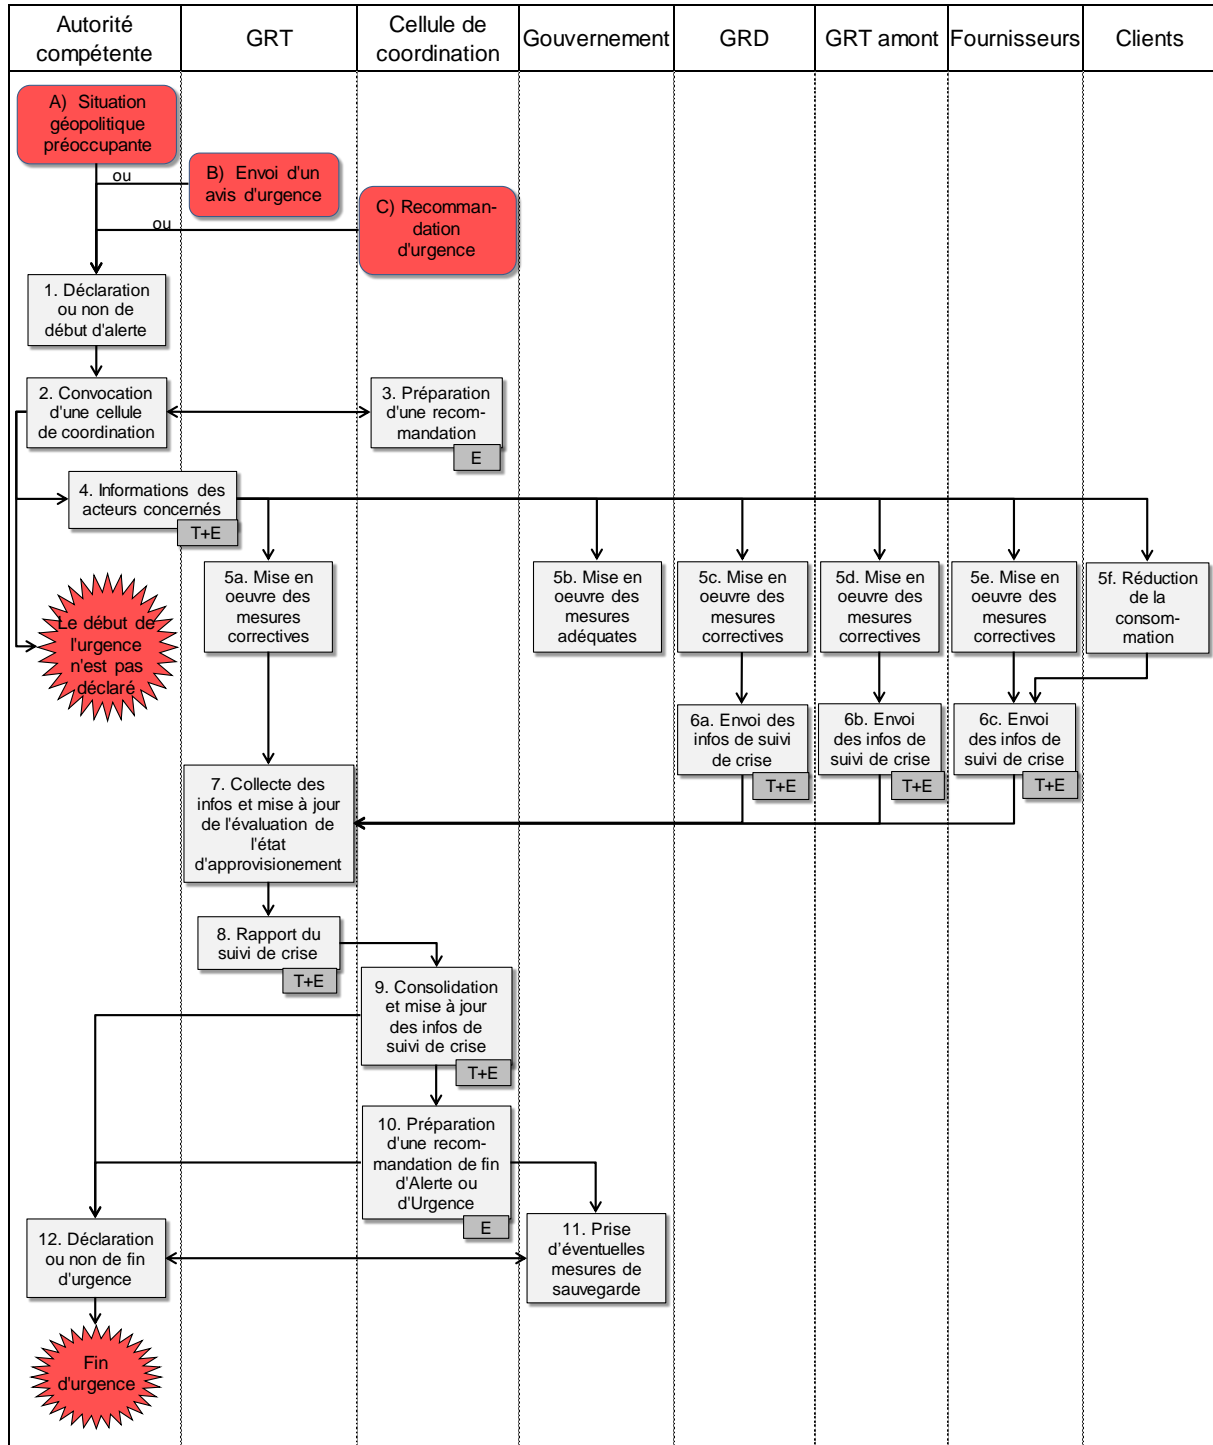 Autorité
compétente
GRT
Cellule de
coordination
Gouvernement
GRD
GRT amont
Fournisseurs
Clients
A) Situation
géopolitique
préoccupante
ou
B) Envoi d'un
avis d'urgence
ou
C) Recomman-
dation
d'urgence
1. Déclaration
ou non de
début d'alerte
2. Convocation
d'une cellule
de coordination
3. Préparation
d'une recom-
mandation
E
4. Informations des
acteurs concernés
T+E
Le début de
l'urgence
n'est pas
déclaré
5a. Mise en
oeuvre des
mesures
correctives
5b. Mise en
oeuvre des
mesures
adéquates
5c. Mise en
oeuvre des
mesures
correctives
5d. Mise en
oeuvre des
mesures
correctives
5e. Mise en
oeuvre des
mesures
correctives
5f. Réduction
de la
consom-
mation
6a. Envoi des
infos de suivi
de crise
T+E
6b. Envoi
des infos de
suivi de crise
T+E
6c. Envoi
des infos de
suivi de crise
T+E
7. Collecte des
infos et mise à jour
de l'évaluation de
l'état
d'approvisionement
8. Rapport du
suivi de crise
T+E
9. Consolidation
et mise à jour
des infos de
suivi de crise
T+E
10. Préparation
d'une recom-
mandation de fin
d'Alerte ou
d'Urgence
E
11. Prise
d’éventuelles
mesures de
sauvegarde
12. Déclaration
ou non de fin
d'urgence
Fin
d'urgence